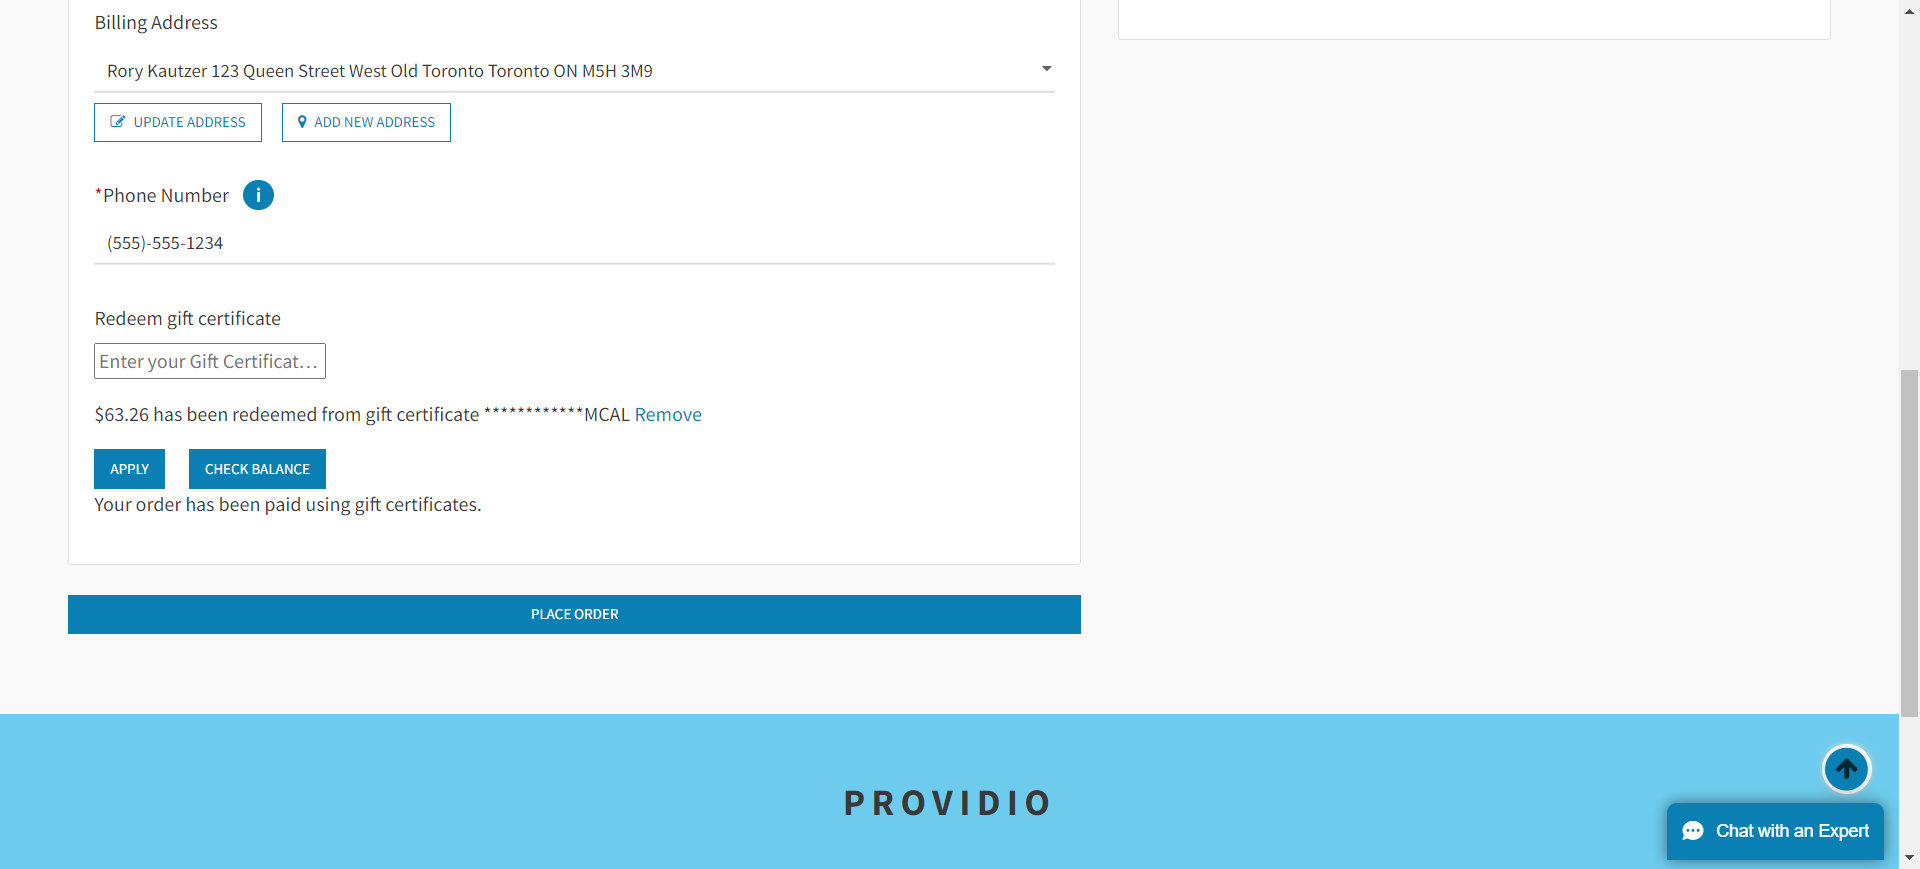 Billing Address
Rory Kautzer 123 Queen Street West Old Toronto Toronto ON M5H 3M9
UPDATE ADDRESS
ADD NEW ADDRESS
*Phone Number i
(555)-555-1234
Redeem gift certificate
Enter your Gift Certificat...
$63.26 has been redeemed from gift certificate ************MCAL Remove
APPLY
CHECK BALANCE
Your order has been paid using gift certificates.
PLACE ORDER
PROVIDIO
Chat with an Expert